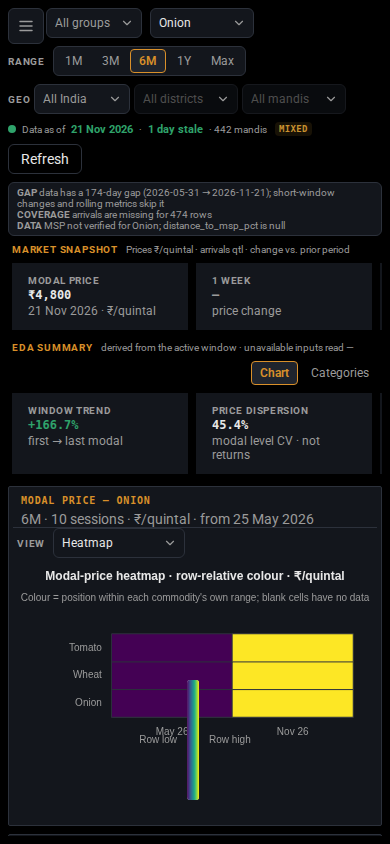 All groups
Onion
RANGE 1M 3M 6M 1Y Max
GEO All India All districts All mandis
Data as of 21 Nov 2026 · 1 day stale · 442 mandis MIXED
Refresh
GAP data has a 174-day gap (2026-05-31 → 2026-11-21); short-window
changes and rolling metrics skip it
COVERAGE arrivals are missing for 474 rows
DATA MSP not verified for Onion; distance_to_msp_pct is null
MARKET SNAPSHOT Prices ₹/quintal · arrivals qtl · change vs. prior period
MODAL PRICE
₹4,800
21 Nov 2026 · ₹/quintal
1 WEEK
—
price change
EDA SUMMARY derived from the active window · unavailable inputs read —
Chart Categories
WINDOW TREND
+166.7%
first → last modal
PRICE DISPERSION
45.4%
modal level CV · not
returns
MODAL PRICE — ONION
6M · 10 sessions · ₹/quintal · from 25 May 2026
VIEW Heatmap
Modal-price heatmap · row-relative colour · ₹/quintal
Colour = position within each commodity's own range; blank cells have no data
Tomato
Wheat
Onion
May 26 Nov 26
Row low Row high